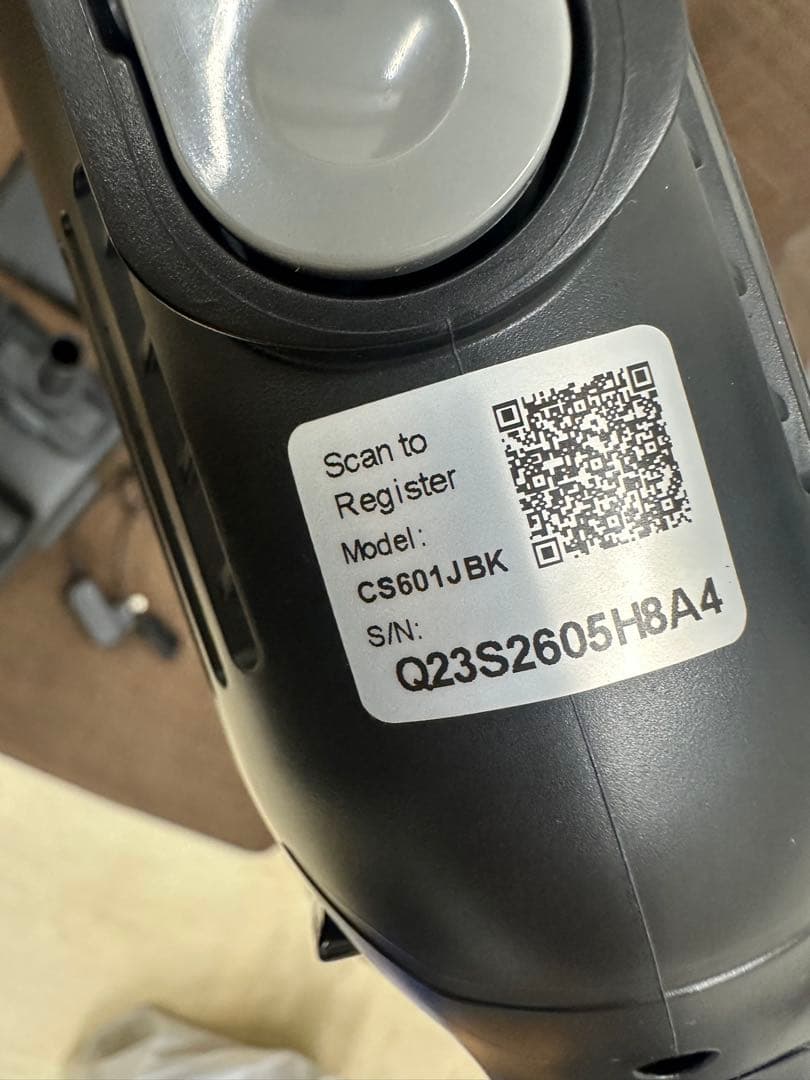 Scan to
Register
Model:
CS601JBK
S/N:
Q23S2605H8A4